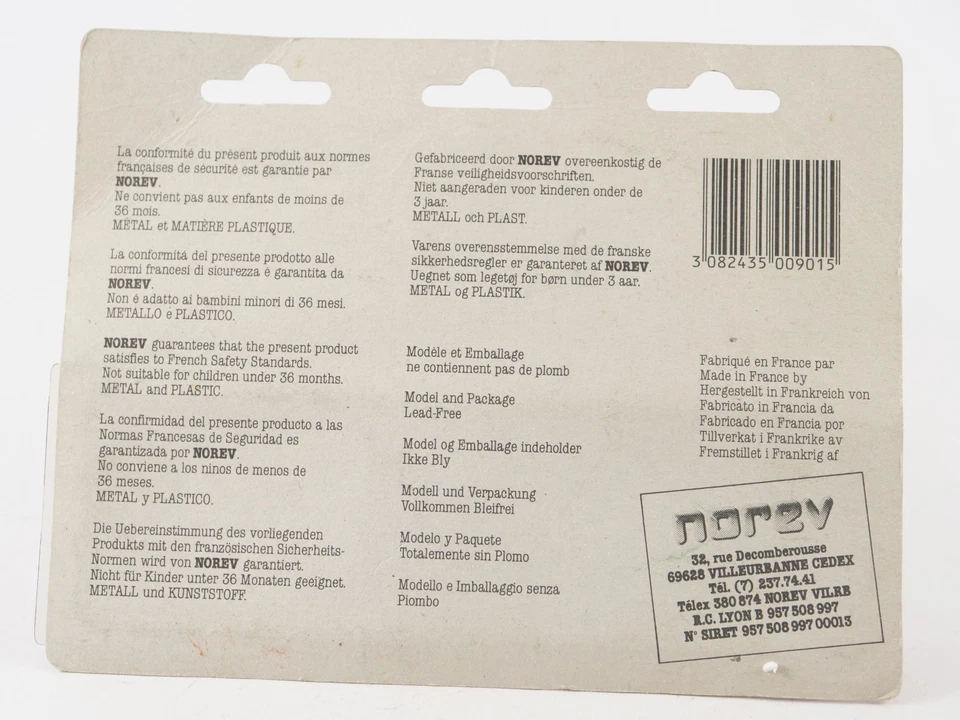 La conformité du présent produit aux normes
françaises de sécurité est garantie par
NOREV.
Ne convient pas aux enfants de moins de
36 mois.
MÉTAL et MATIÈRE PLASTIQUE.
La conformità del presente prodotto alle
normi francesi di sicurezza è garantita da
NOREV.
Non è adatto ai bambini minori di 36 mesi.
METALLO e PLASTICO.
NOREV guarantees that the present product
satisfies to French Safety Standards.
Not suitable for children under 36 months.
METAL and PLASTIC.
La confirmidad del presente producto a las
Normas Francesas de Seguridad es
garantizada por NOREV.
No conviene a los ninos de menos de
36 meses.
METAL y PLASTICO.
Die Uebereinstimmung des vorliegenden
Produkts mit den französischen Sicherheits-
Normen wird von NOREV garantiert.
Nicht für Kinder unter 36 Monaten geeignet.
METALL und KUNSTSTOFF.
Gefabriceerd door NOREV overeenkostig de
Franse veiligheidsvoorschriften.
Niet aangeraden voor kinderen onder de
3 jaar.
METALL och PLAST.
Varens overensstemmelse med de franske
sikkerhedsregler er garanteret af NOREV.
Uegnet som legetøj for børn under 3 aar.
METAL og PLASTIK.
Modèle et Emballage
ne contiennent pas de plomb
Model and Package
Lead-Free
Model og Emballage indeholder
Ikke Bly
Modell und Verpackung
Vollkommen Bleifrei
Modelo y Paquete
Totalemente sin Plomo
Modello e Imballaggio senza
Piombo
3 082435 009015
Fabriqué en France par
Made in France by
Hergestellt in Frankreich von
Fabricato in Francia da
Fabricado en Francia por
Tillverkat i Frankrike av
Fremstillet i Frankrig af
norev
32, rue Decomberousse
69628 VILLEURBANNE CEDEX
Tél. (7) 237.74.41
Télex 380 874 NOREV VILRB
R.C. LYON B 957 508 997
N° SIRET 957 508 997 00013